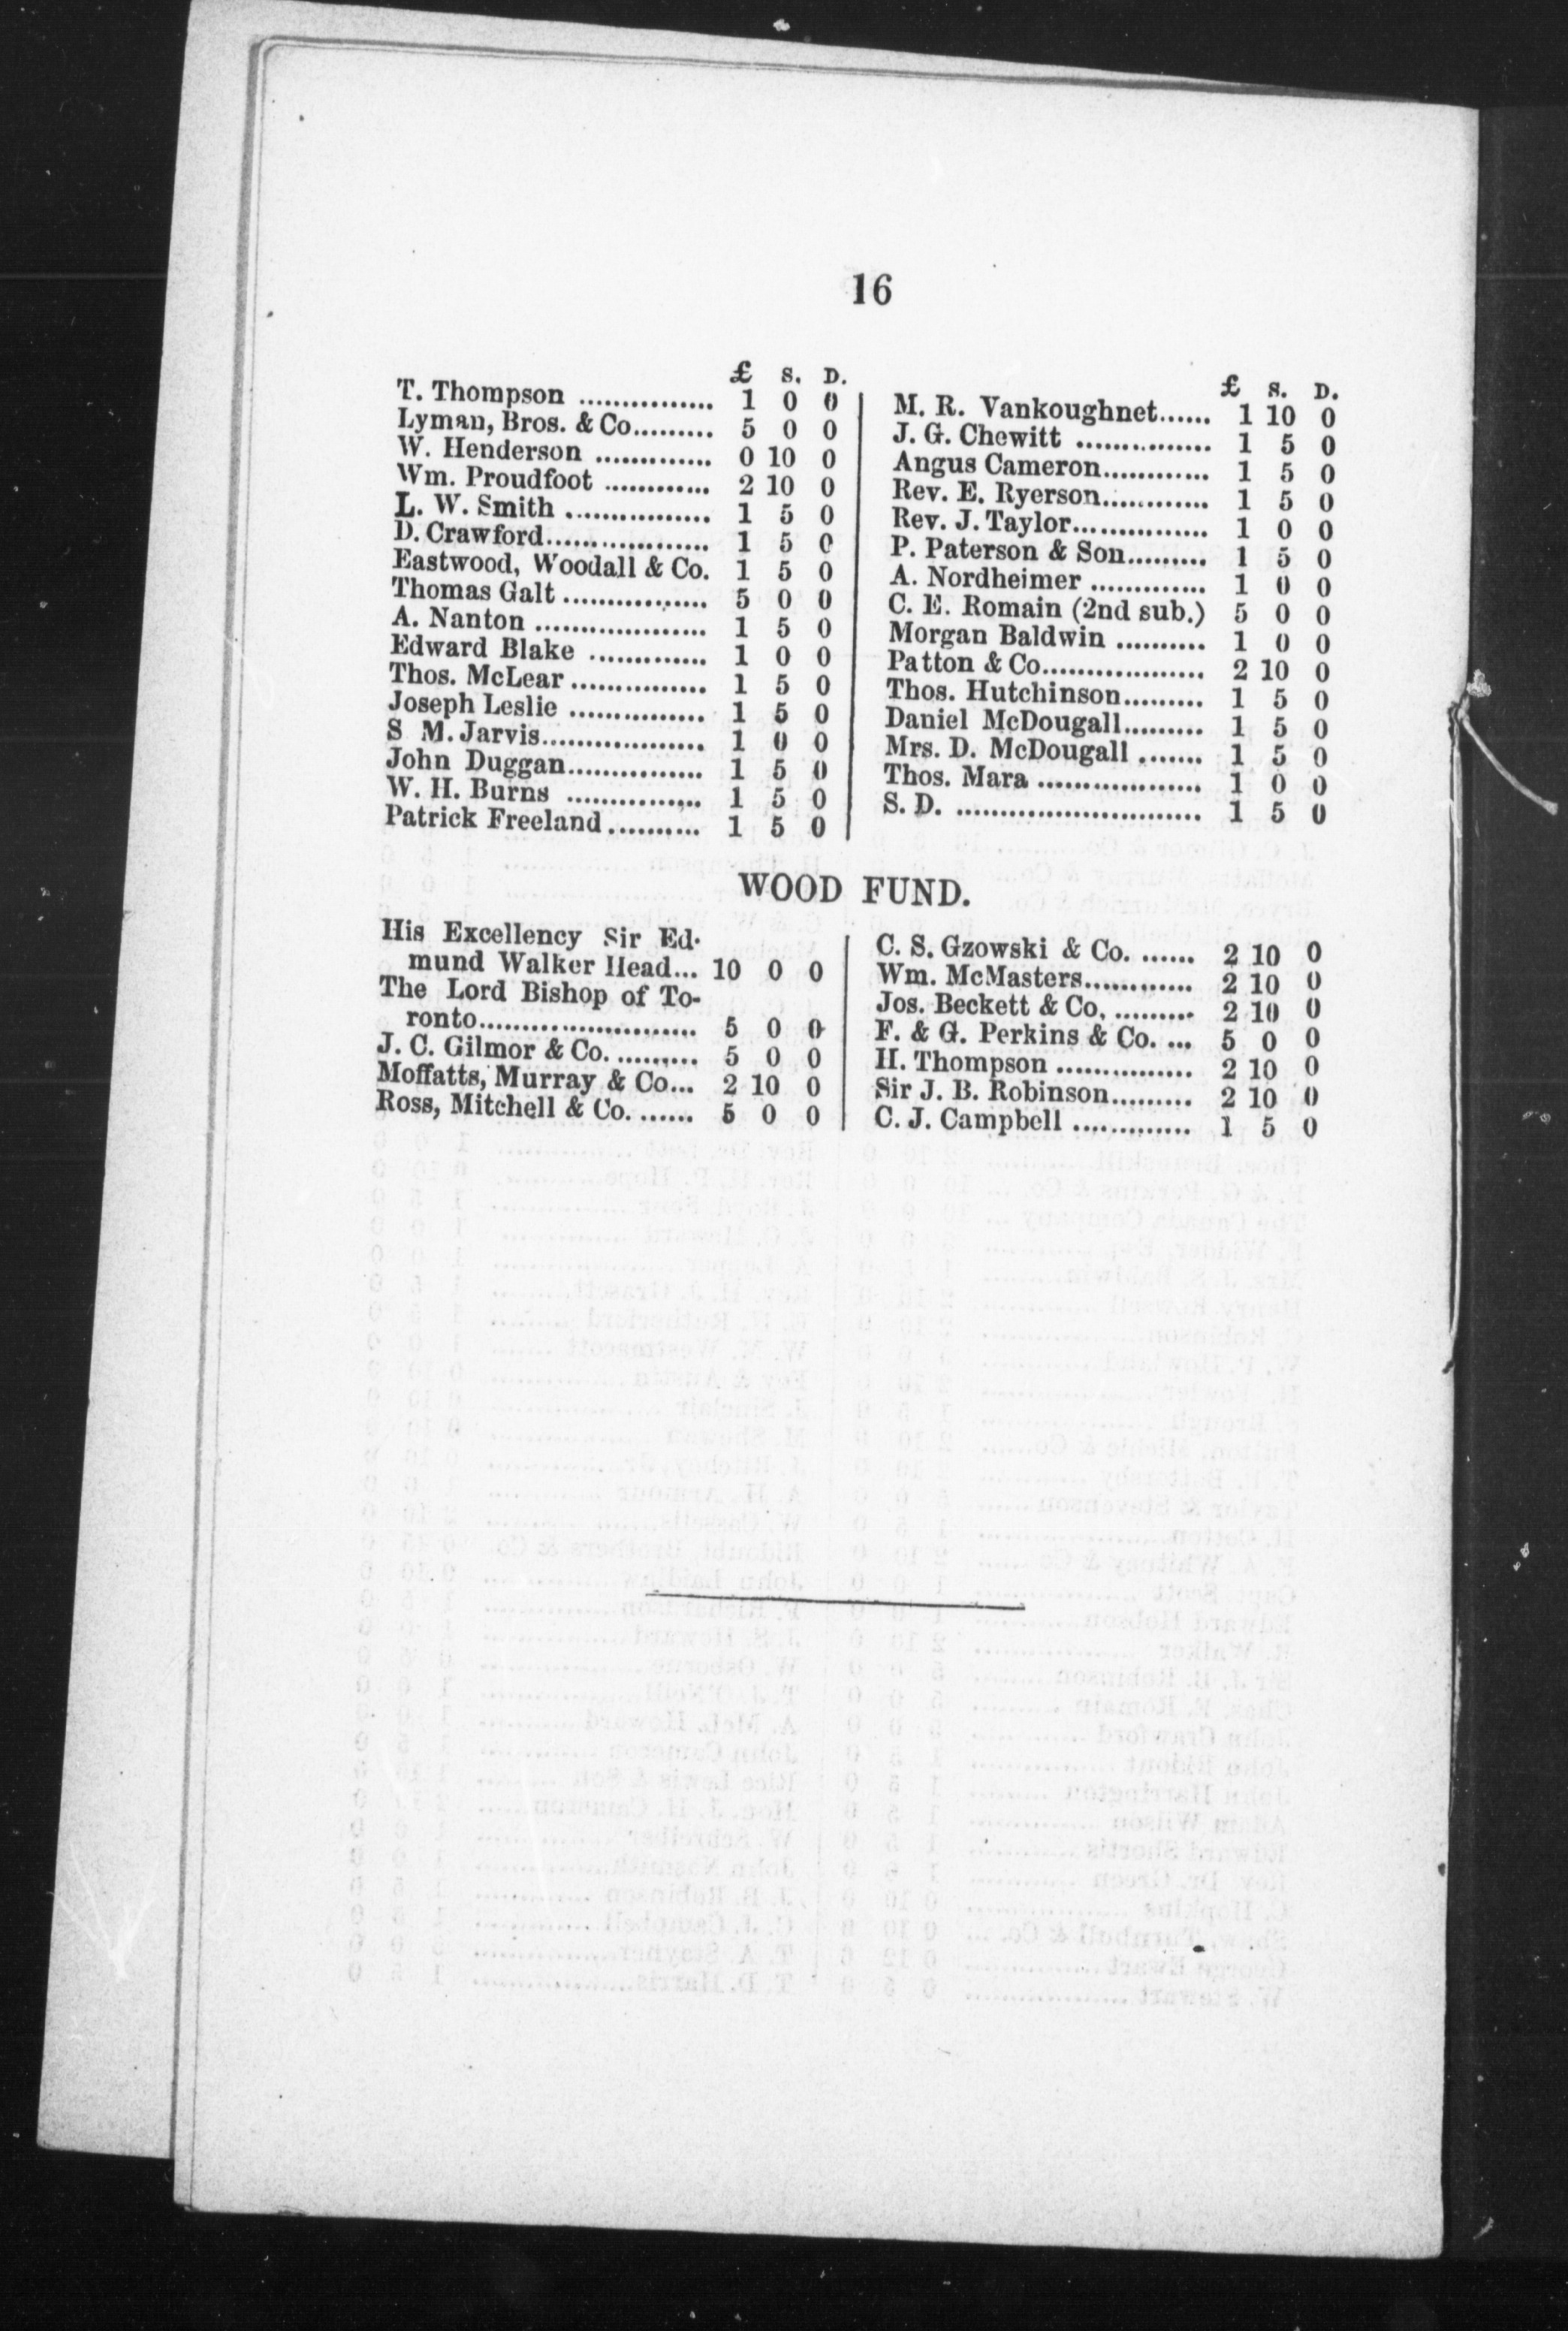 16
£ S. D.
T. Thompson ............... 1 0 0
Lyman, Bros. & Co......... 5 0 0
W. Henderson ............. 0 10 0
Wm. Proudfoot ............ 2 10 0
L. W. Smith ................ 1 5 0
D. Crawford.................. 1 5 0
Eastwood, Woodall & Co. 1 5 0
Thomas Galt ................ 5 0 0
A. Nanton ................... 1 5 0
Edward Blake ............. 1 0 0
Thos. McLear ............... 1 5 0
Joseph Leslie ............... 1 5 0
S M. Jarvis.................. 1 0 0
John Duggan............... 1 5 0
W. H. Burns ............... 1 5 0
Patrick Freeland.......... 1 5 0
£ S. D.
M. R. Vankoughnet...... 1 10 0
J. G. Chewitt ............... 1 5 0
Angus Cameron............ 1 5 0
Rev. E. Ryerson............ 1 5 0
Rev. J. Taylor............... 1 0 0
P. Paterson & Son......... 1 5 0
A. Nordheimer ............. 1 0 0
C. E. Romain (2nd sub.) 5 0 0
Morgan Baldwin .......... 1 0 0
Patton & Co.................. 2 10 0
Thos. Hutchinson......... 1 5 0
Daniel McDougall......... 1 5 0
Mrs. D. McDougall ....... 1 5 0
Thos. Mara .................. 1 0 0
S. D. ............................ 1 5 0
WOOD FUND.
His Excellency Sir Ed-
mund Walker Head... 10 0 0
The Lord Bishop of To-
ronto......................... 5 0 0
J. C. Gilmor & Co. ......... 5 0 0
Moffatts, Murray & Co... 2 10 0
Ross, Mitchell & Co. ...... 5 0 0
C. S. Gzowski & Co. ...... 2 10 0
Wm. McMasters............ 2 10 0
Jos. Beckett & Co. ......... 2 10 0
F. & G. Perkins & Co. ... 5 0 0
H. Thompson ............... 2 10 0
Sir J. B. Robinson......... 2 10 0
C. J. Campbell ............. 1 5 0